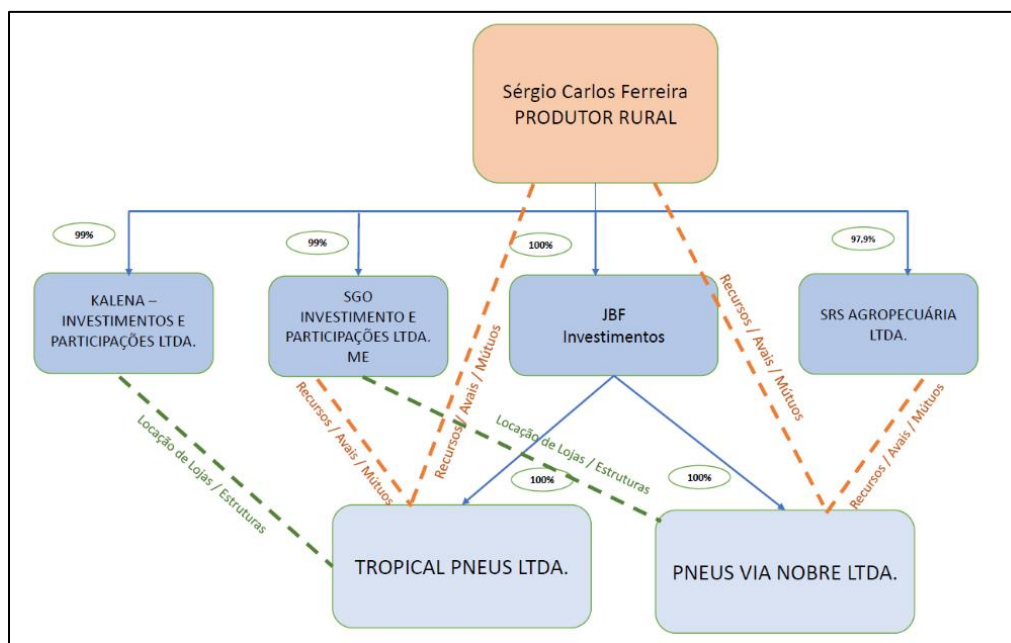 Sérgio Carlos Ferreira
PRODUTOR RURAL
99%
99%
100%
97,9%
KALENA –
INVESTIMENTOS E
PARTICIPAÇÕES LTDA.
SGO
INVESTIMENTO E
PARTICIPAÇÕES LTDA.
ME
JBF
Investimentos
SRS AGROPECUÁRIA
LTDA.
Recursos / Avais / Mútuos
Recursos / Avais / Mútuos
Recursos / Avais / Mútuos
Recursos / Avais / Mútuos
Locação de Lojas / Estruturas
Locação de Lojas / Estruturas
100%
100%
TROPICAL PNEUS LTDA.
PNEUS VIA NOBRE LTDA.